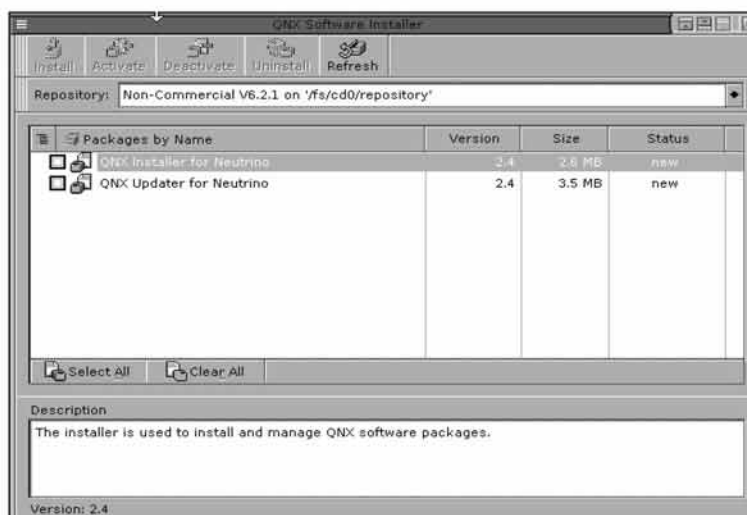 QNX Software Installer
Install Activate Deactivate Uninstall Refresh
Repository: Non-Commercial V6.2.1 on '/fs/cd0/repository'
Packages by Name Version Size Status
QNX Installer for Neutrino 2.4 2.6 MB new
QNX Updater for Neutrino 2.4 3.5 MB new
Select All Clear All
Description
The installer is used to install and manage QNX software packages.
Version: 2.4